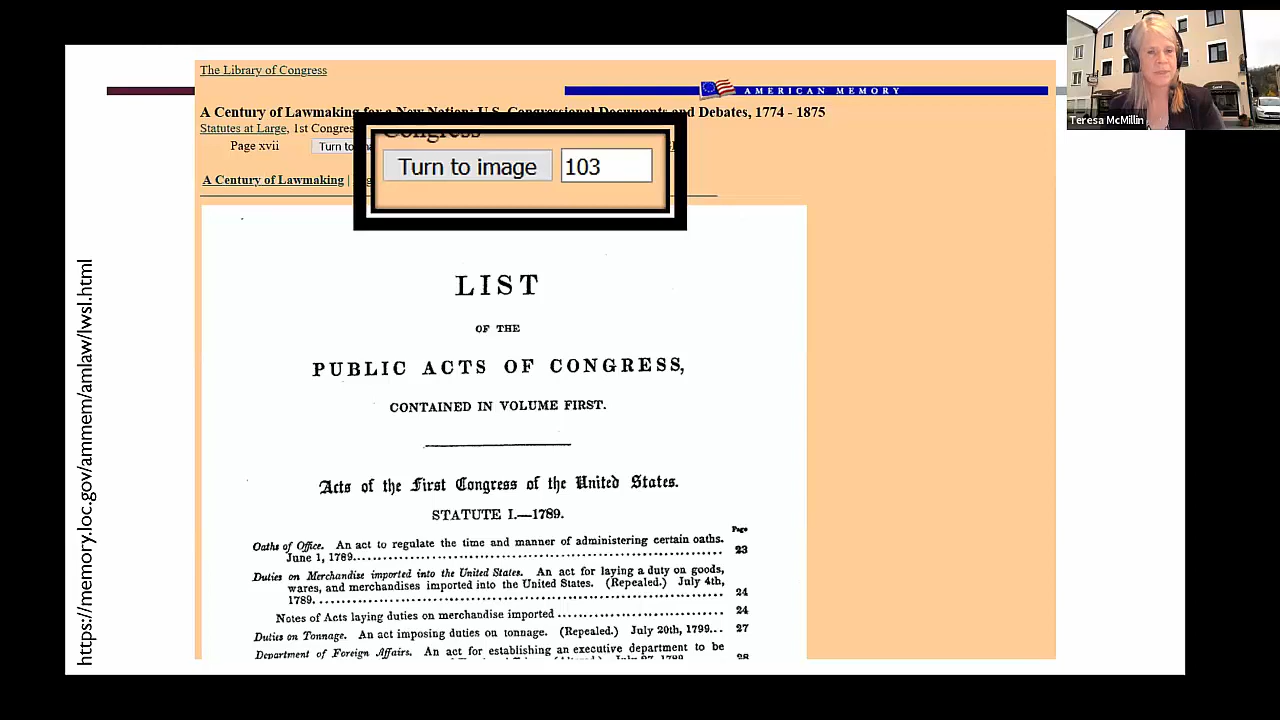 The Library of Congress
AMERICAN MEMORY
A Century of Lawmaking for a New Nation: U.S. Congressional Documents and Debates, 1774 - 1875
Statutes at Large, 1st Congres
Page xvii Turn to
Congress
Turn to image 103
A Century of Lawmaking |
LIST
OF THE
PUBLIC ACTS OF CONGRESS,
CONTAINED IN VOLUME FIRST.
Acts of the First Congress of the United States.
STATUTE I.—1789.
Page
Oaths of Office. An act to regulate the time and manner of administering certain oaths.
June 1, 1789. 23
Duties on Merchandise imported into the United States. An act for laying a duty on goods,
wares, and merchandises imported into the United States. (Repealed.) July 4th,
1789. 24
Notes of Acts laying duties on merchandise imported 24
Duties on Tonnage. An act imposing duties on tonnage. (Repealed.) July 20th, 1799... 27
Department of Foreign Affairs. An act for establishing an executive department to be
28
https://memory.loc.gov/ammem/amlaw/lwsl.html
Teresa McMillin